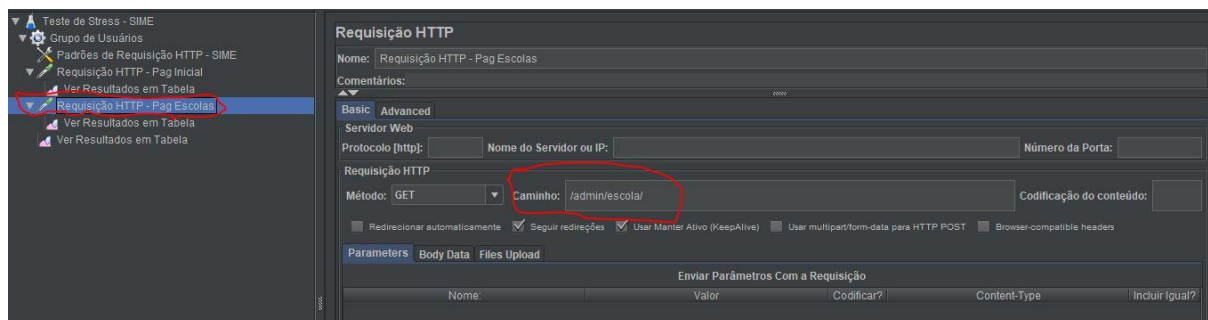 Teste de Stress - SIME
Grupo de Usuários
Padrões de Requisição HTTP - SIME
Requisição HTTP - Pag Inicial
Ver Resultados em Tabela
Requisição HTTP - Pag Escolas
Ver Resultados em Tabela
Ver Resultados em Tabela
Requisição HTTP
Nome: Requisição HTTP - Pag Escolas
Comentários:
Basic Advanced
Servidor Web
Protocolo [http]: Nome do Servidor ou IP: Número da Porta:
Requisição HTTP
Método: GET Caminho: /admin/escola/ Codificação do conteúdo:
Redirecionar automaticamente Seguir redireções Usar Manter Ativo (KeepAlive) Usar multipart/form-data para HTTP POST Browser-compatible headers
Parameters Body Data Files Upload
Enviar Parâmetros Com a Requisição
Nome: Valor Codificar? Content-Type Incluir Igual?